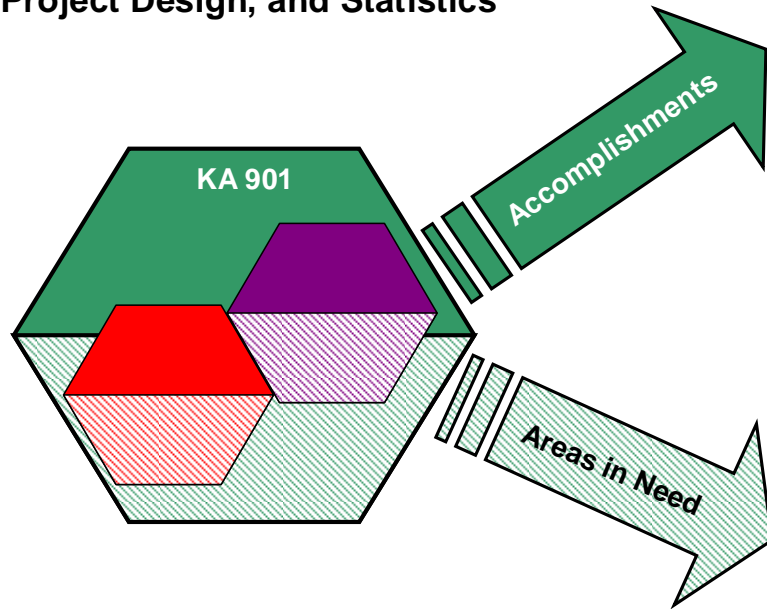 Project Design, and Statistics
KA 901
Accomplishments
Areas in Need